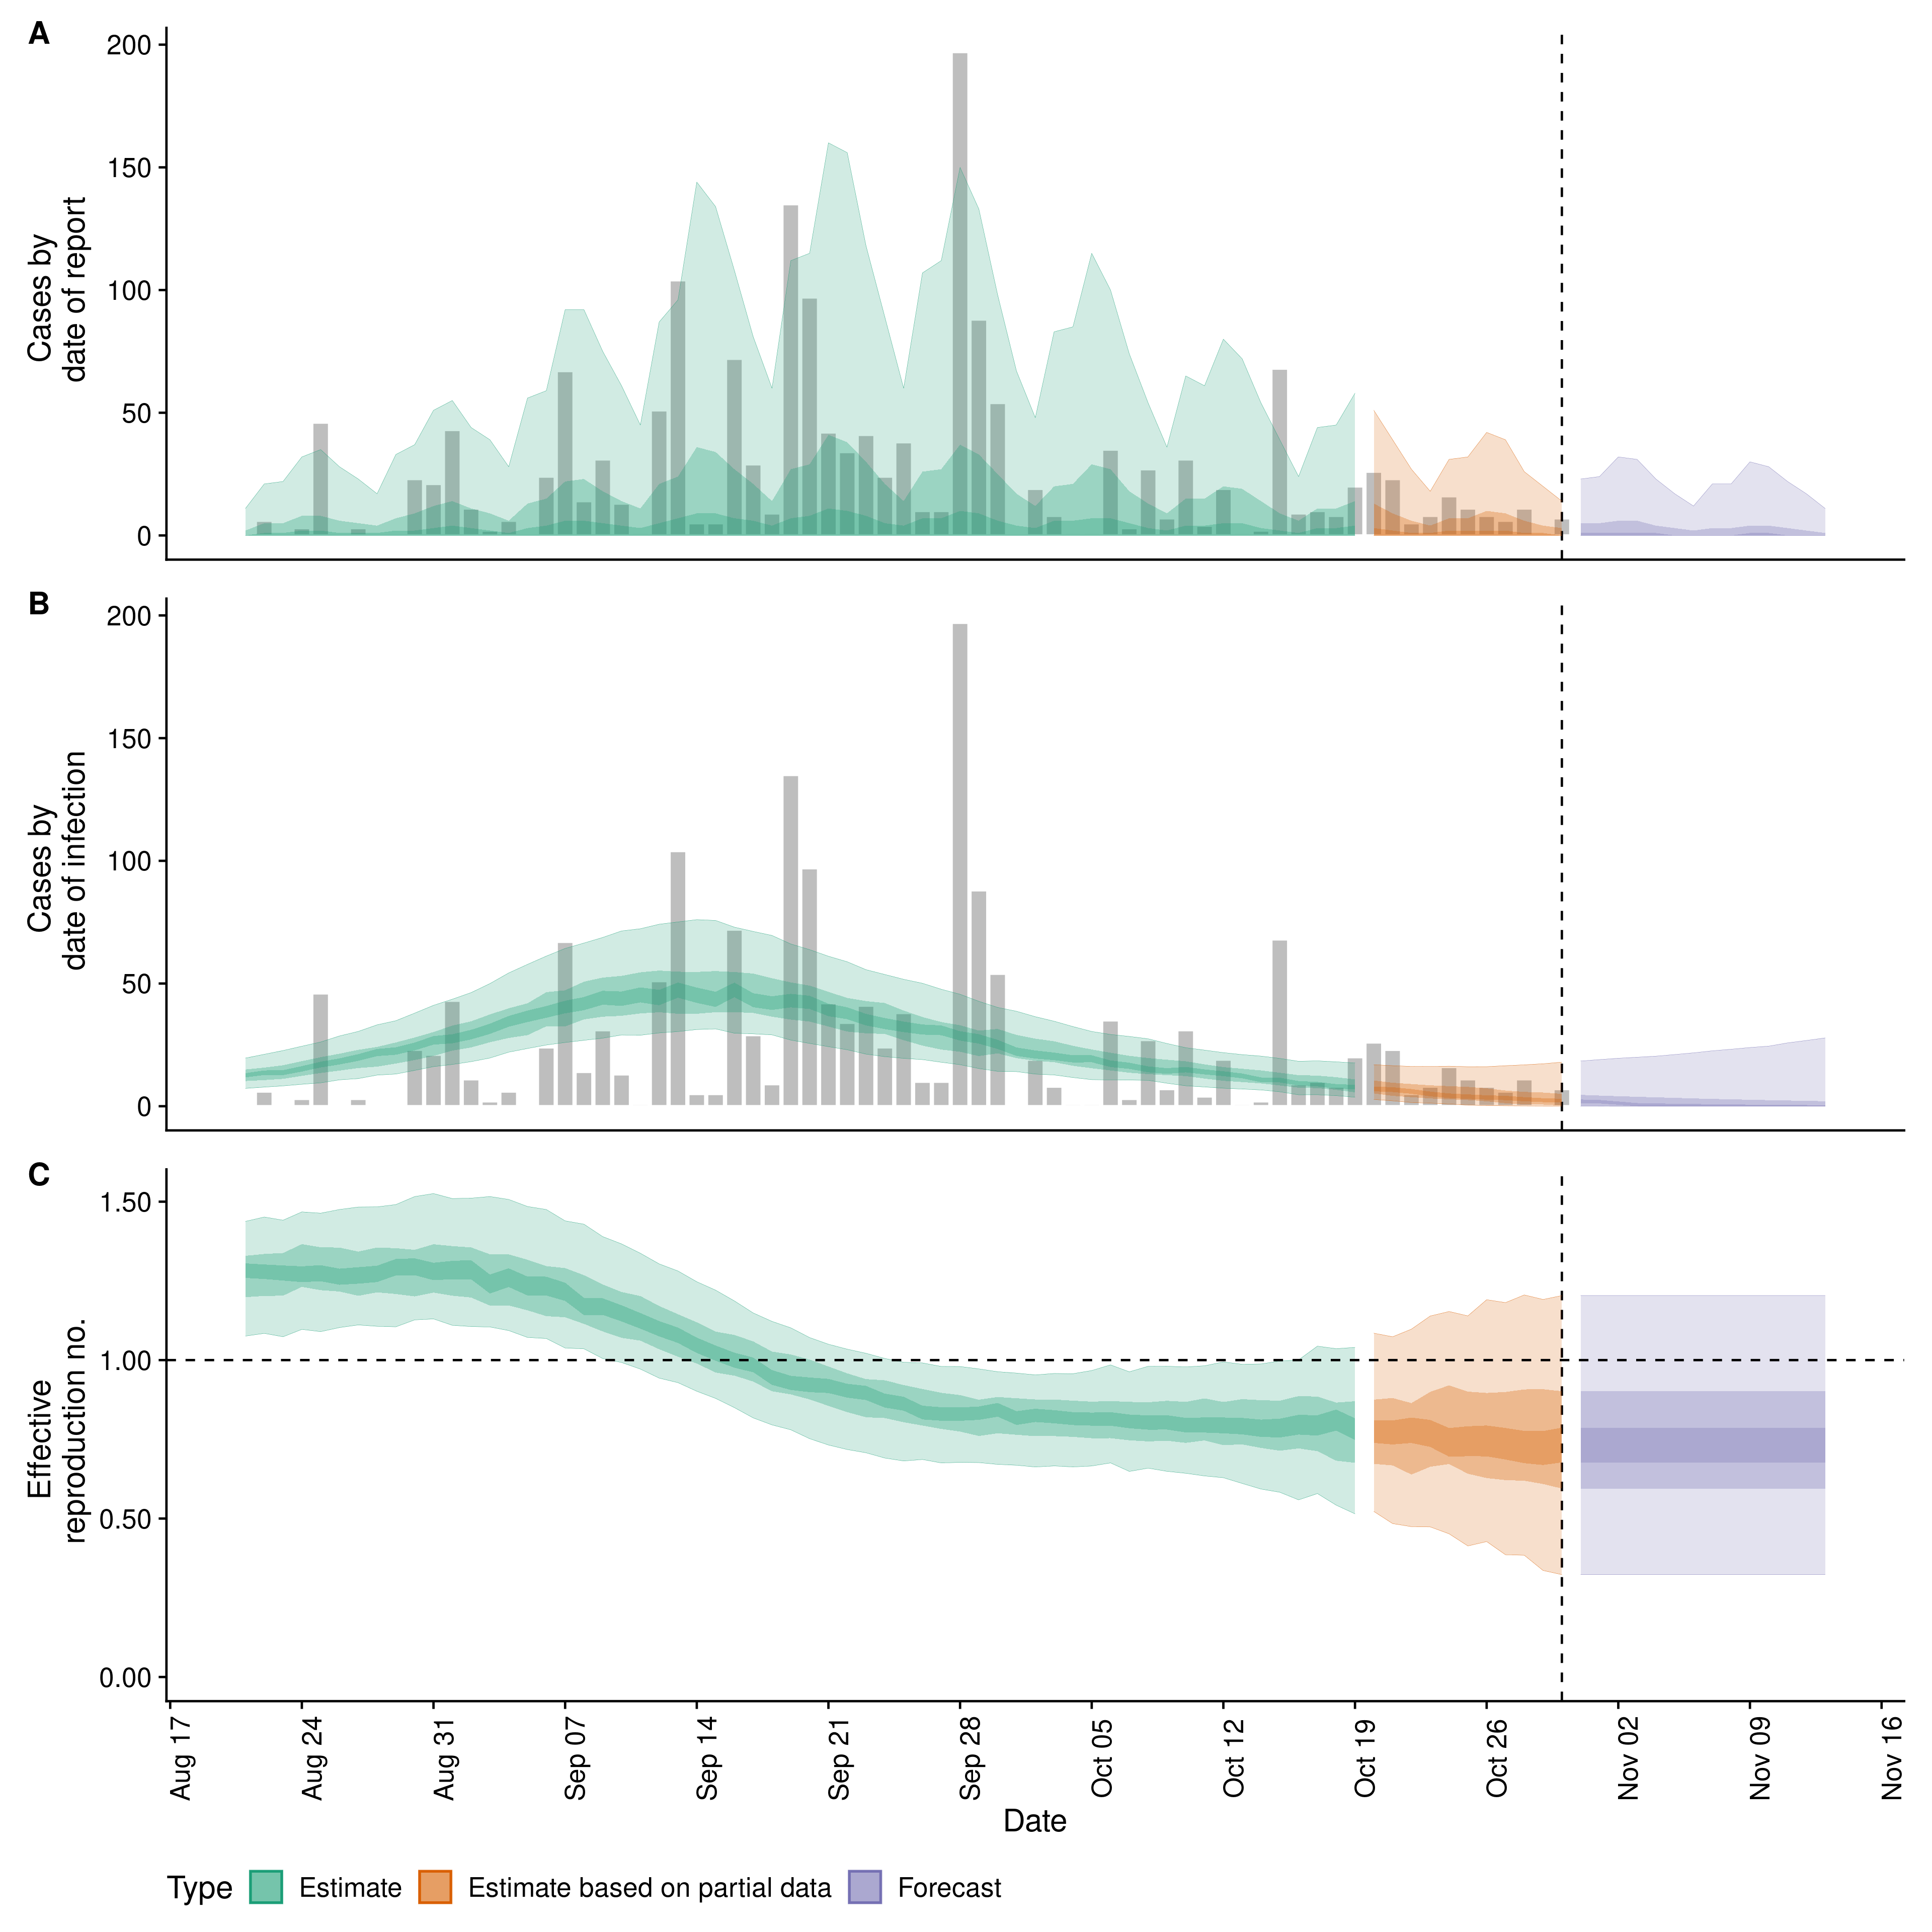 A
Cases by
date of report
200
150
100
50
0
B
Cases by
date of infection
200
150
100
50
0
C
Effective
reproduction no.
1.50
1.00
0.50
0.00
Aug 17
Aug 24
Aug 31
Sep 07
Sep 14
Sep 21
Sep 28
Oct 05
Oct 12
Oct 19
Oct 26
Nov 02
Nov 09
Nov 16
Date
Type Estimate Estimate based on partial data Forecast